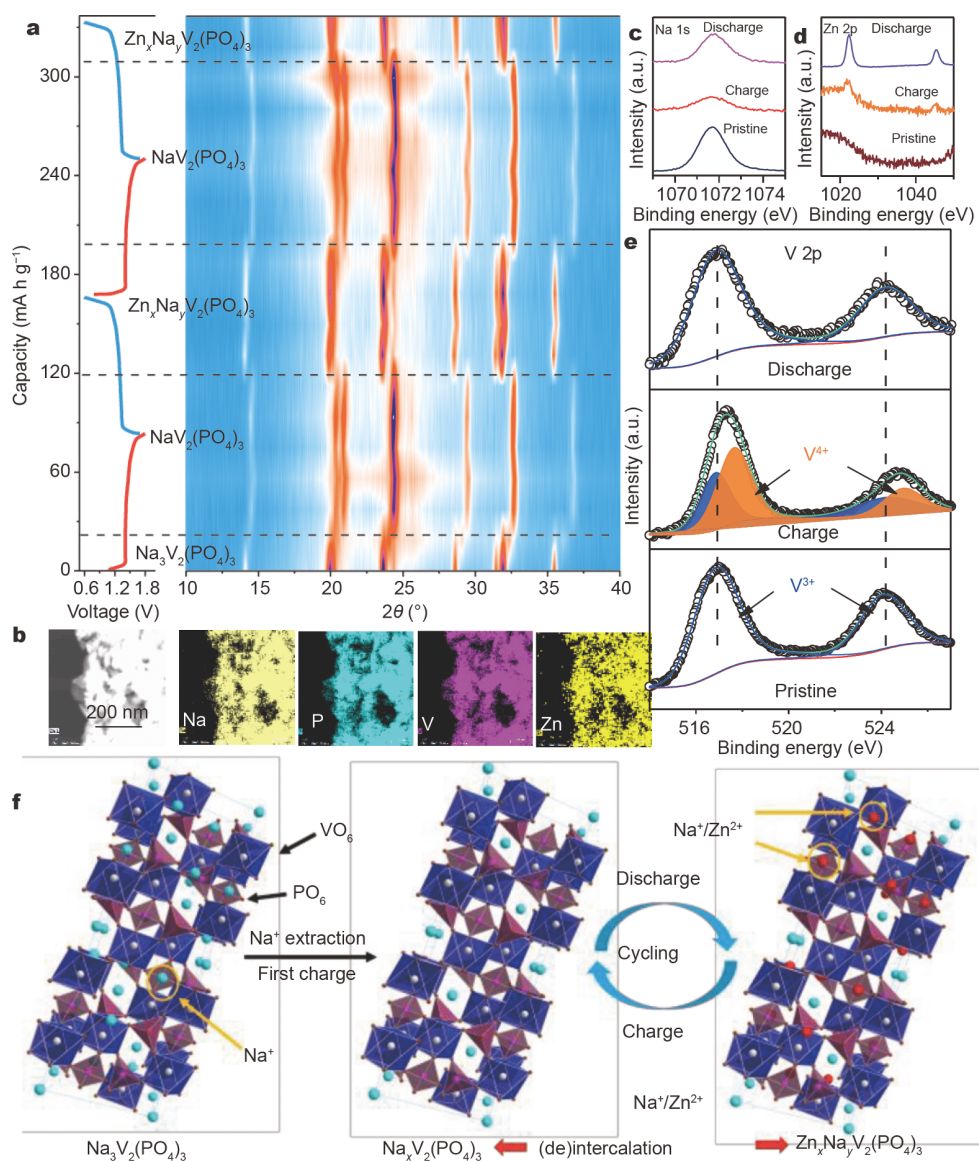 a
ZnₓNaᵧV₂(PO₄)₃
300
NaV₂(PO₄)₃
240
180
ZnₓNaᵧV₂(PO₄)₃
120
NaV₂(PO₄)₃
60
Na₃V₂(PO₄)₃
0
Capacity (mA h g⁻¹)
0.6 1.2 1.8
Voltage (V)
10 15 20 25 30 35 40
2θ (°)
c
Na 1s
Discharge
Charge
Pristine
Intensity (a.u.)
1070 1072 1074
Binding energy (eV)
d
Zn 2p
Discharge
Charge
Pristine
Intensity (a.u.)
1020 1040
Binding energy (eV)
e
V 2p
Discharge
V⁴⁺
Charge
V³⁺
Pristine
Intensity (a.u.)
516 520 524
Binding energy (eV)
b
200 nm
Na
P
V
Zn
f
VO₆
PO₆
Na⁺ extraction
First charge
Na⁺
Na₃V₂(PO₄)₃
Na⁺/Zn²⁺
Discharge
Cycling
Charge
Na⁺/Zn²⁺
NaₓV₂(PO₄)₃
(de)intercalation
ZnₓNaᵧV₂(PO₄)₃